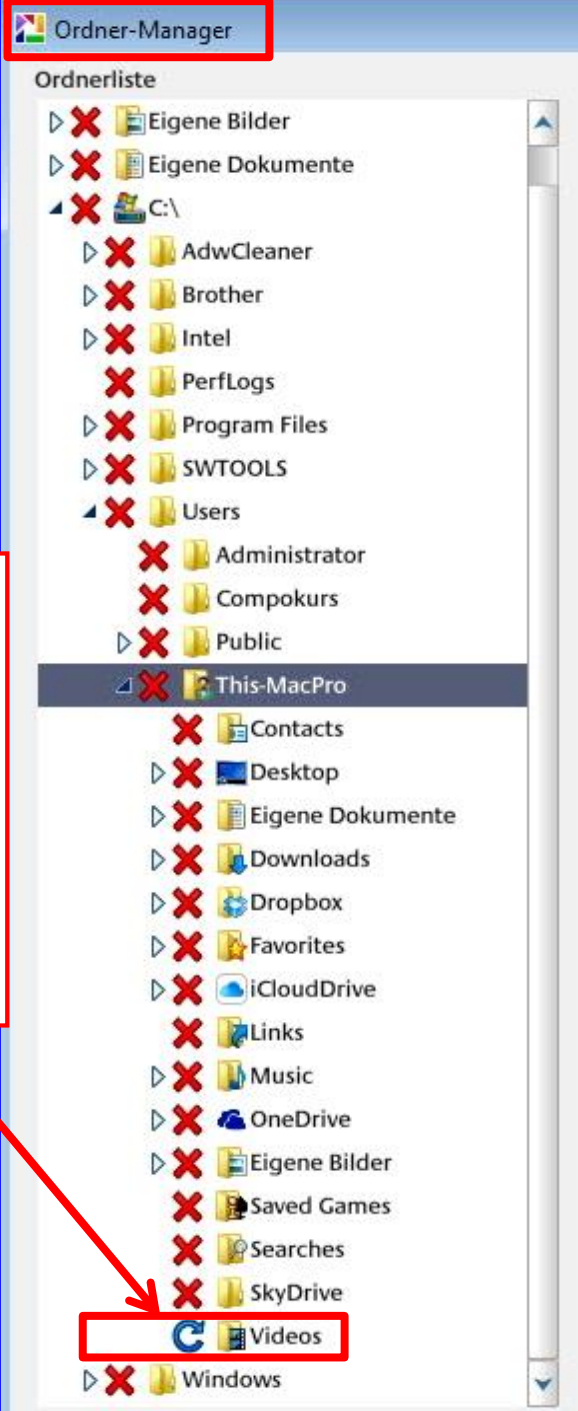 Ordner-Manager
Ordnerliste
Eigene Bilder
Eigene Dokumente
C:\
AdwCleaner
Brother
Intel
PerfLogs
Program Files
SWTOOLS
Users
Administrator
Compokurs
Public
This-MacPro
Contacts
Desktop
Eigene Dokumente
Downloads
Dropbox
Favorites
iCloudDrive
Links
Music
OneDrive
Eigene Bilder
Saved Games
Searches
SkyDrive
Videos
Windows